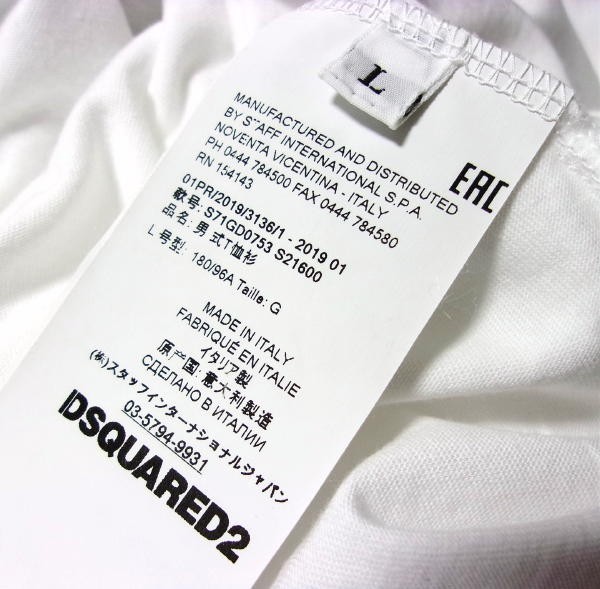 L
MANUFACTURED AND DISTRIBUTED
BY STAFF INTERNATIONAL S.P.A.
NOVENTA VICENTINA - ITALY
PH 0444 784500 FAX 0444 784580
RN 154143
EAC
01PR/2019/3136/1 - 2019 01
款号: S71GD0753 S21600
品名: 男 式T恤衫
L 号型: 180/96A Taille: G
MADE IN ITALY
FABRIQUÉ EN ITALIE
イタリア製
原产国: 意大利製造
СДЕЛАНО В ИТАЛИИ
(株)スタッフインターナショナルジャパン
03-5794-9931
DSQUARED2